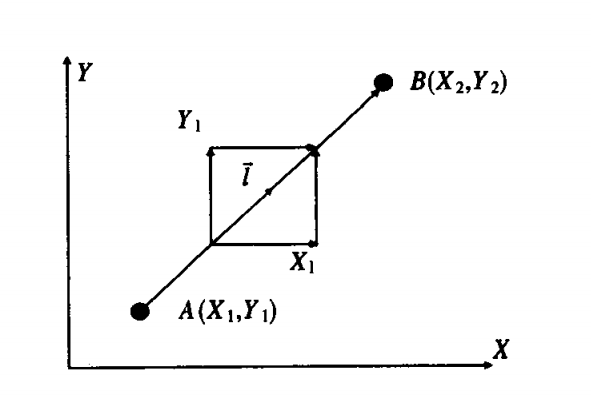 Y
B(X₂,Y₂)
Y₁
l⃗
X₁
A(X₁,Y₁)
X